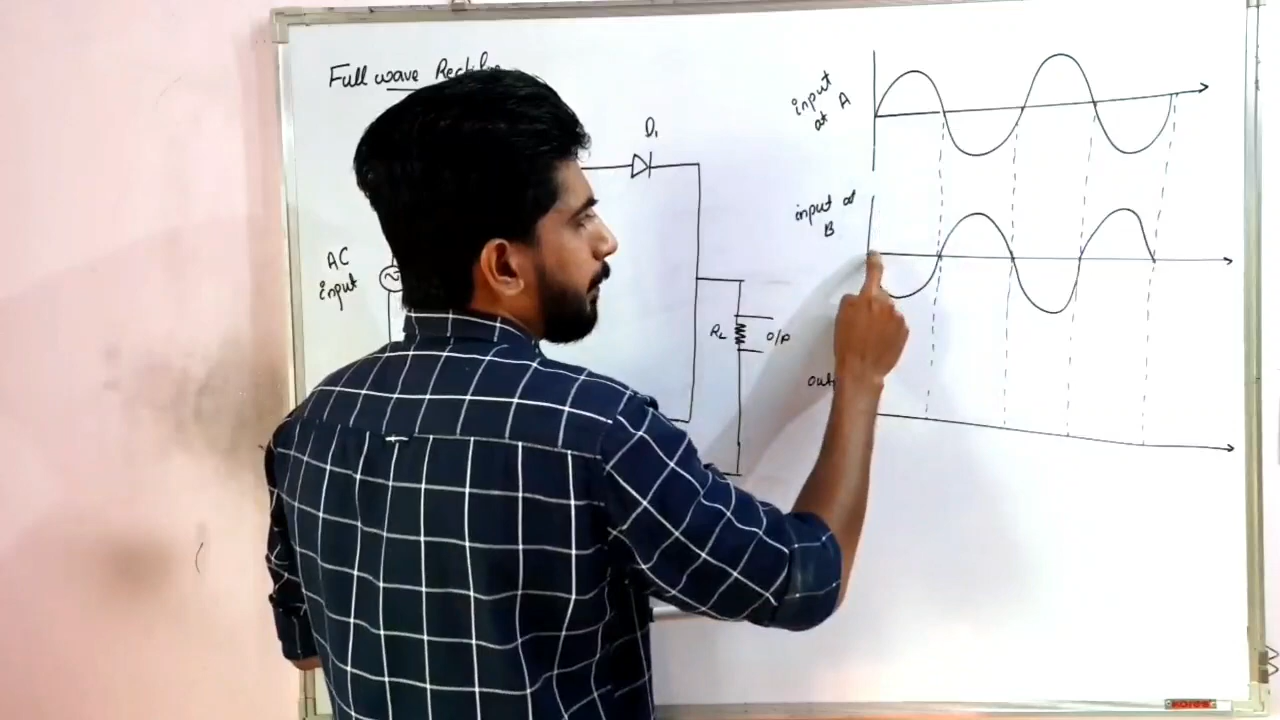 Full wave
D₁
AC
input
RL
O/P
input
at A
input at
B